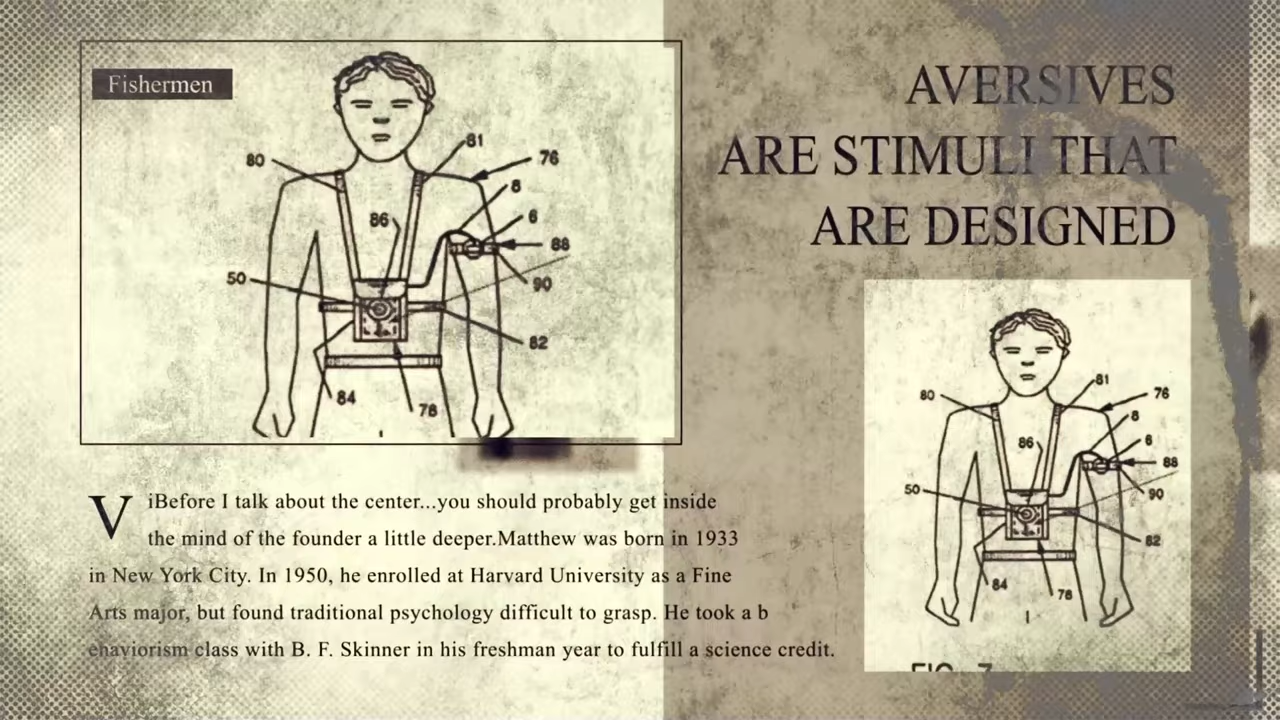 Fishermen
80
81
76
8
86
6
88
50
90
82
84
78
AVERSIVES
ARE STIMULI THAT
ARE DESIGNED
80
81
76
8
86
6
88
50
90
82
84
78
FIG. 7
V
iBefore I talk about the center...you should probably get inside
the mind of the founder a little deeper.Matthew was born in 1933
in New York City. In 1950, he enrolled at Harvard University as a Fine
Arts major, but found traditional psychology difficult to grasp. He took a b
ehaviorism class with B. F. Skinner in his freshman year to fulfill a science credit.